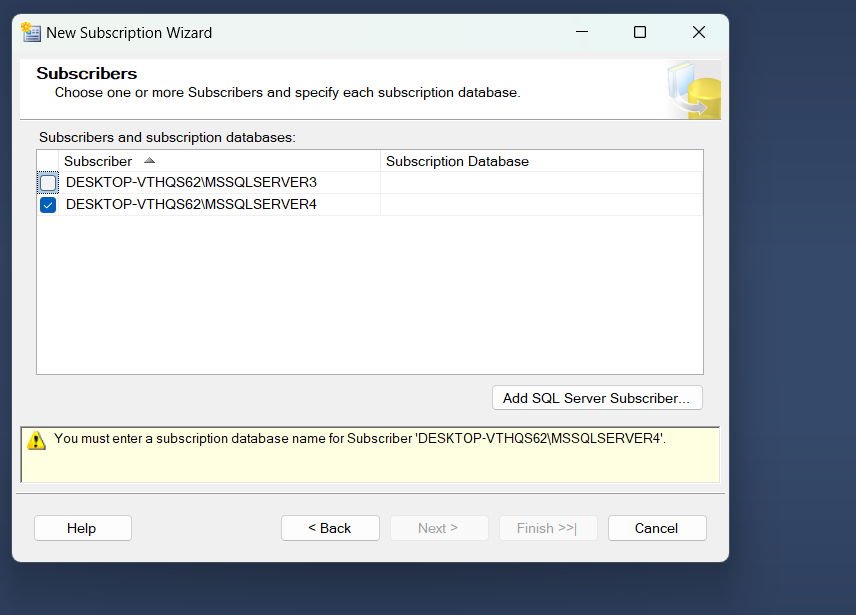 New Subscription Wizard
Subscribers
Choose one or more Subscribers and specify each subscription database.
Subscribers and subscription databases:
Subscriber Subscription Database
DESKTOP-VTHQS62\MSSQLSERVER3
DESKTOP-VTHQS62\MSSQLSERVER4
Add SQL Server Subscriber...
You must enter a subscription database name for Subscriber 'DESKTOP-VTHQS62\MSSQLSERVER4'.
Help < Back Next > Finish >>| Cancel